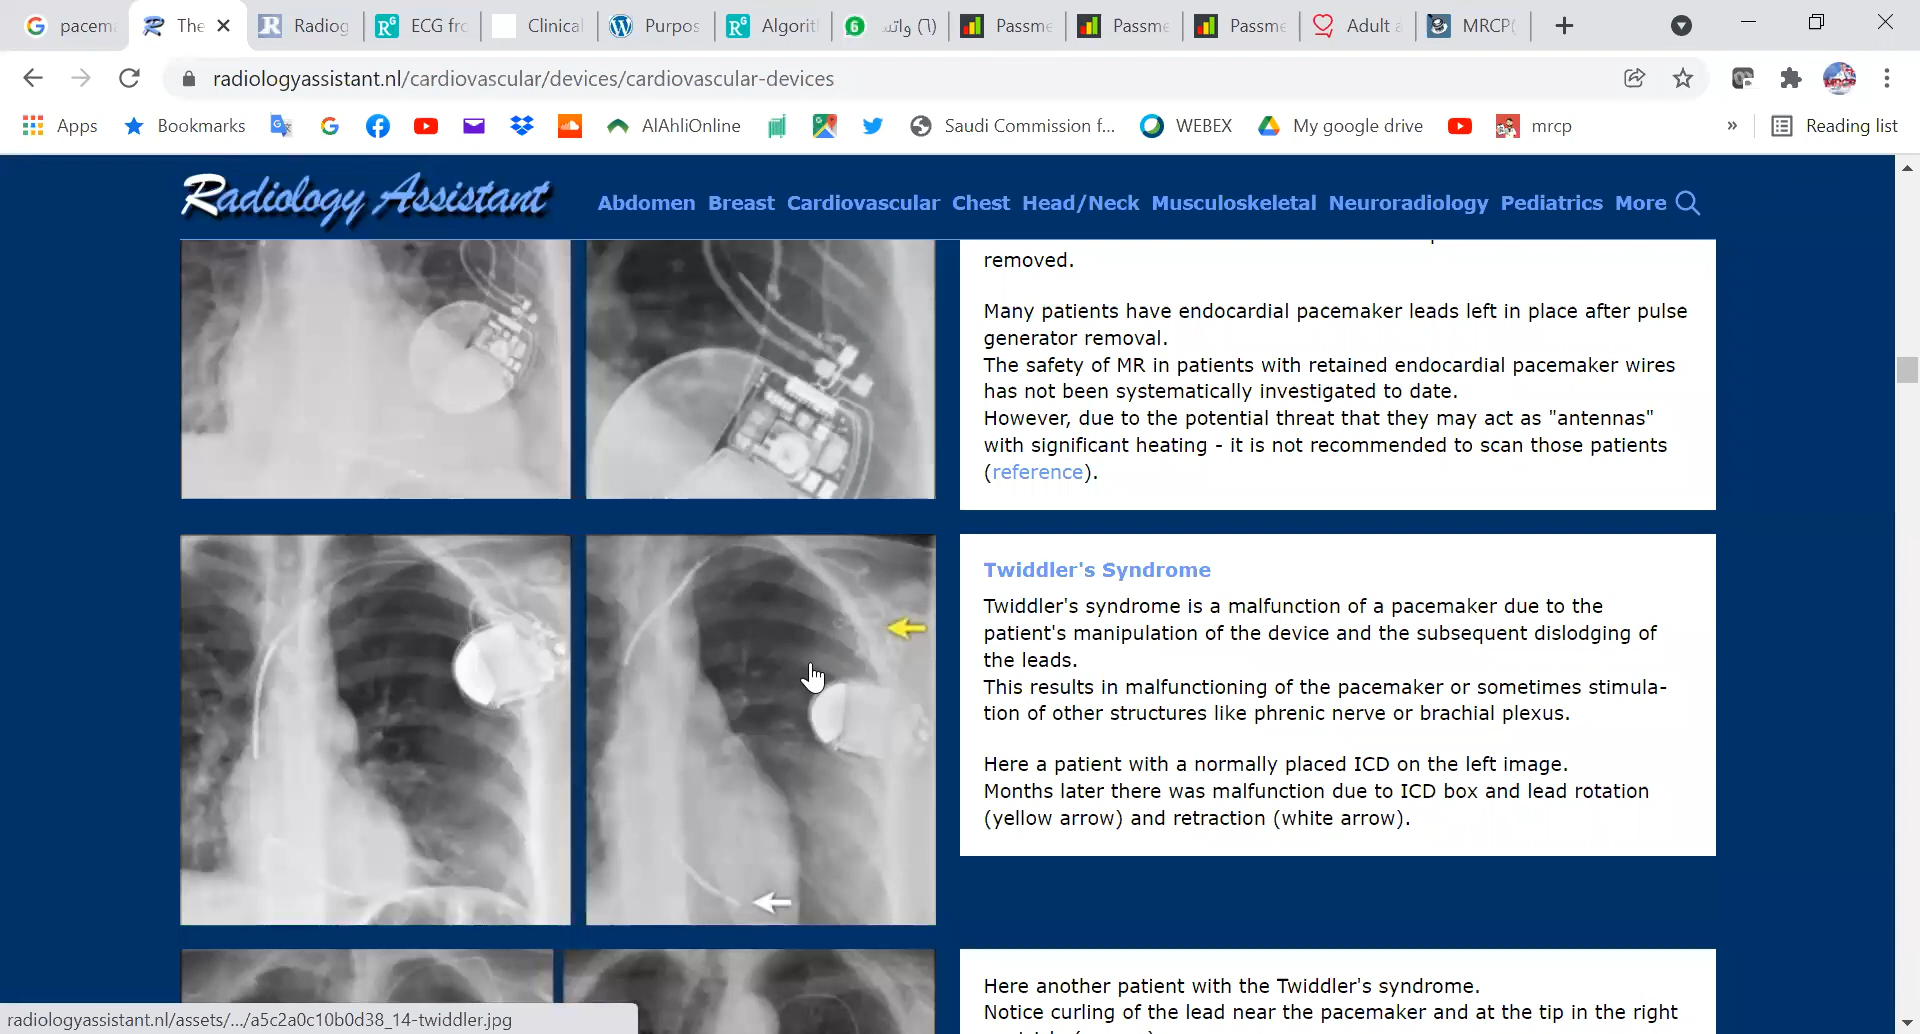 pacem
The
Radiog
ECG fro
Clinical
Purpos
Algorit
6
(٦) واتس
Passme
Passme
Passme
Adult a
MRCP(
radiologyassistant.nl/cardiovascular/devices/cardiovascular-devices
Apps
Bookmarks
AlAhliOnline
Saudi Commission f...
WEBEX
My google drive
mrcp
»
Reading list
Radiology Assistant
Abdomen Breast Cardiovascular Chest Head/Neck Musculoskeletal Neuroradiology Pediatrics More
removed.
Many patients have endocardial pacemaker leads left in place after pulse
generator removal.
The safety of MR in patients with retained endocardial pacemaker wires
has not been systematically investigated to date.
However, due to the potential threat that they may act as "antennas"
with significant heating - it is not recommended to scan those patients
(reference).
Twiddler's Syndrome
Twiddler's syndrome is a malfunction of a pacemaker due to the
patient's manipulation of the device and the subsequent dislodging of
the leads.
This results in malfunctioning of the pacemaker or sometimes stimula-
tion of other structures like phrenic nerve or brachial plexus.
Here a patient with a normally placed ICD on the left image.
Months later there was malfunction due to ICD box and lead rotation
(yellow arrow) and retraction (white arrow).
Here another patient with the Twiddler's syndrome.
Notice curling of the lead near the pacemaker and at the tip in the right
radiologyassistant.nl/assets/.../a5c2a0c10b0d38_14-twiddler.jpg